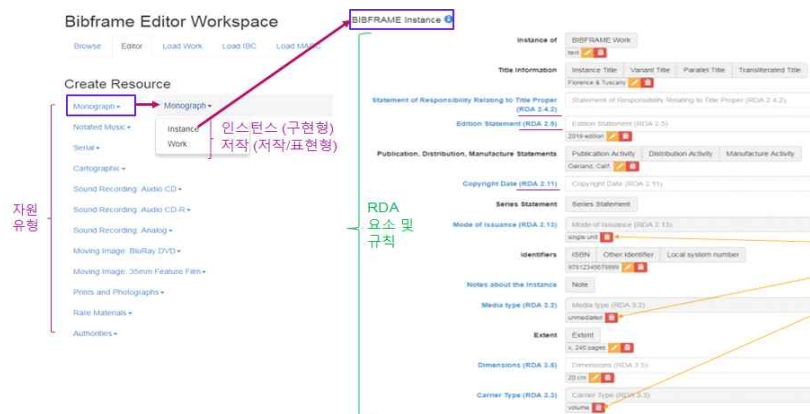 Bibframe Editor Workspace
Browse Editor Load Work Load IBC Load MARC
Create Resource
Monograph
Monograph
Instance
Work
인스턴스 (구현형)
저작 (저작/표현형)
Notated Music
Serial
Cartographic
Sound Recording: Audio CD
Sound Recording: Audio CD-R
Sound Recording: Analog
Moving Image: BluRay DVD
Moving Image: 35mm Feature Film
Prints and Photographs
Rare Materials
Authorities
자원
유형
RDA
요소 및
규칙
BIBFRAME Instance
Instance of BIBFRAME Work
text
Title Information Instance Title Variant Title Parallel Title Transliterated Title
Florence & Tuscany
Statement of Responsibility Relating to Title Proper (RDA 2.4.2) Statement of Responsibility Relating to Title Proper (RDA 2.4.2)
Edition Statement (RDA 2.5) Edition Statement (RDA 2.5)
2019 edition
Publication, Distribution, Manufacture Statements Publication Activity Distribution Activity Manufacture Activity
Oakland, Calif.
Copyright Date (RDA 2.11) Copyright Date (RDA 2.11)
Series Statement Series Statement
Mode of Issuance (RDA 2.13) Mode of Issuance (RDA 2.13)
single unit
Identifiers ISBN Other Identifier Local system number
Notes about the Instance Note
Media type (RDA 3.2) Media type (RDA 3.2)
unmediated
Extent Extent
x, 246 pages
Dimensions (RDA 3.5) Dimensions (RDA 3.5)
20 cm
Carrier Type (RDA 3.3) Carrier Type (RDA 3.3)
volume